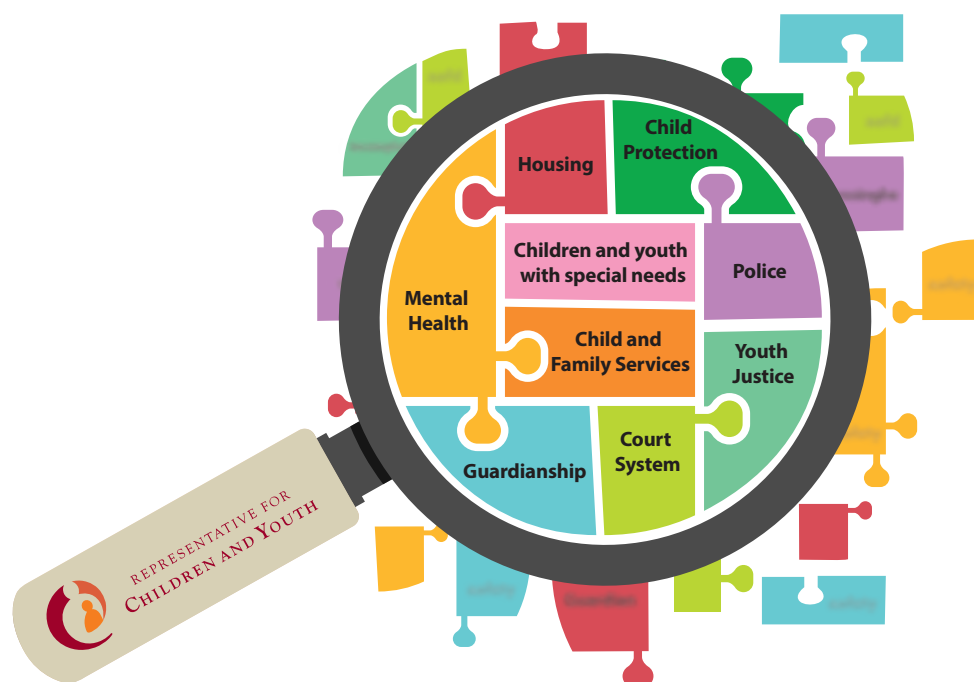 Housing
Child
Protection
Children and youth
with special needs
Police
Mental
Health
Child and
Family Services
Youth
Justice
Guardianship
Court
System
REPRESENTATIVE FOR
CHILDREN AND YOUTH